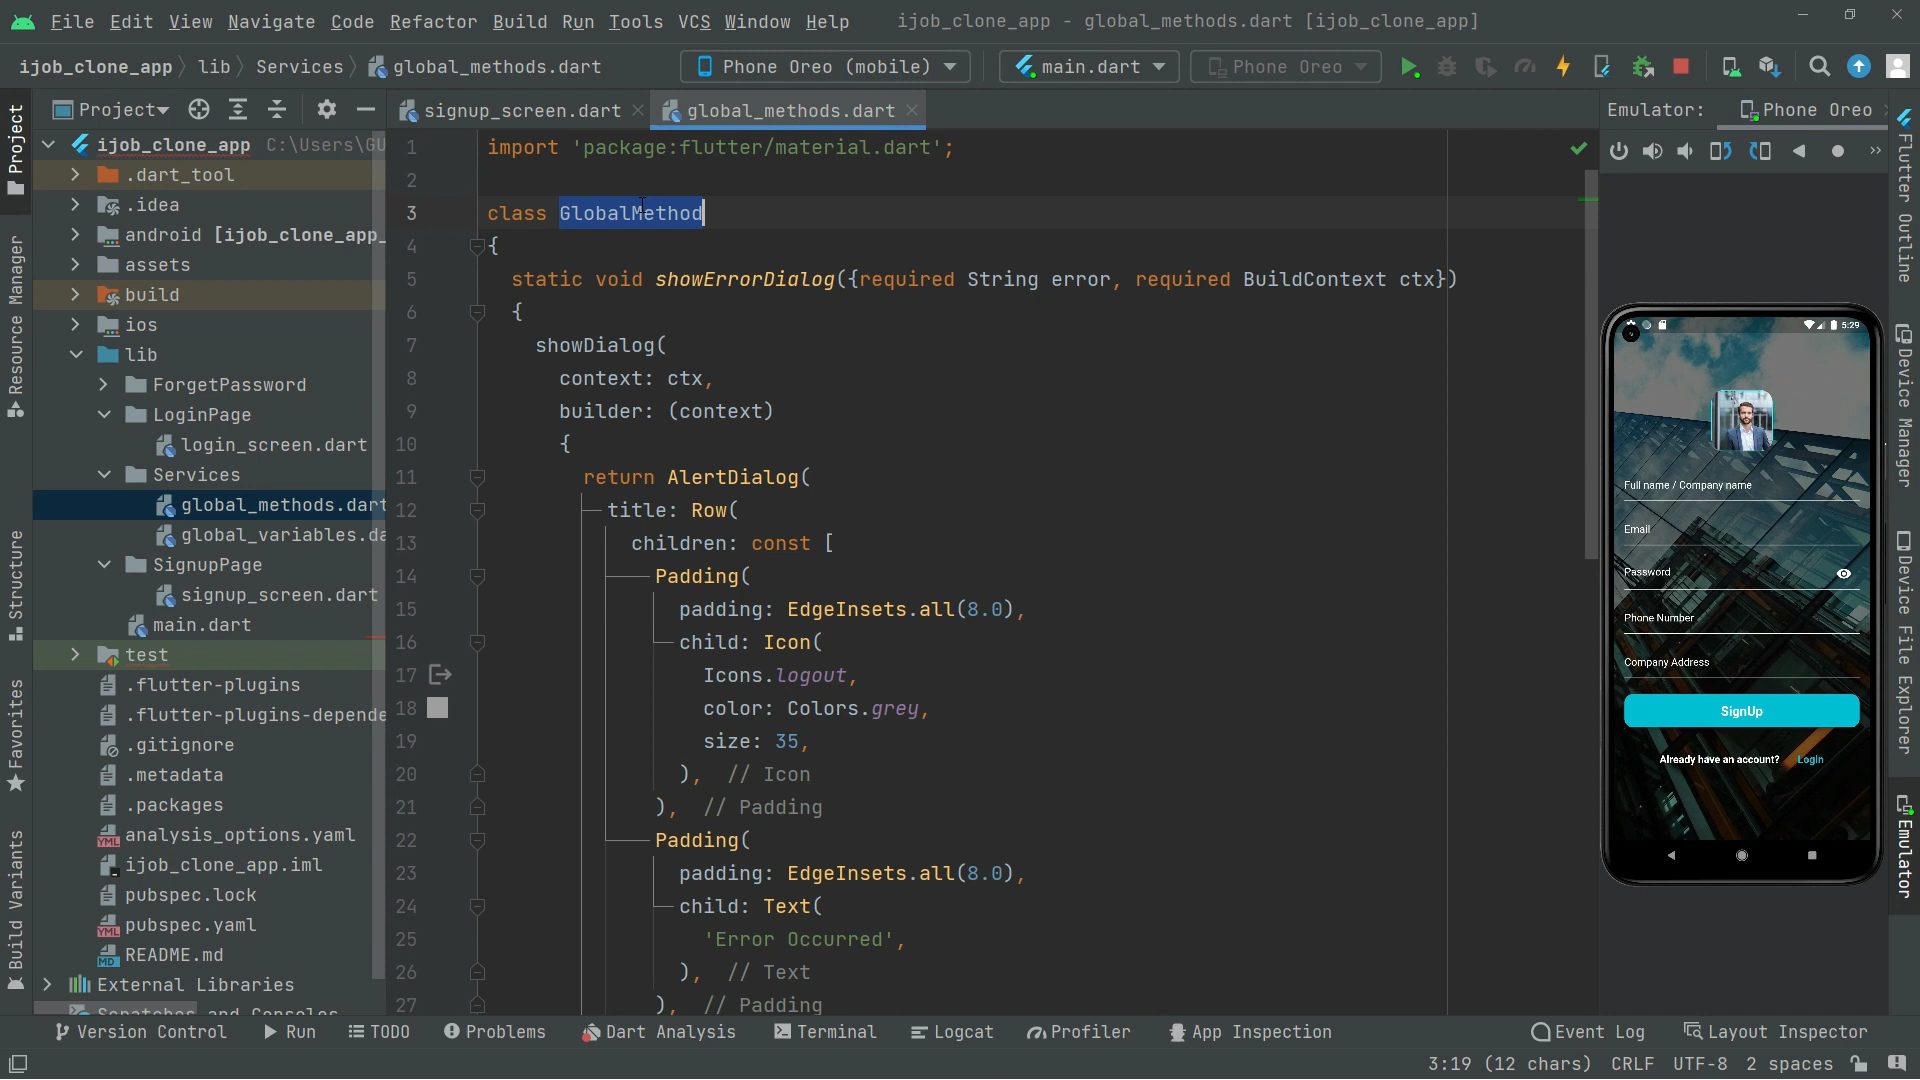 File Edit View Navigate Code Refactor Build Run Tools VCS Window Help ijob_clone_app - global_methods.dart [ijob_clone_app]
ijob_clone_app lib Services global_methods.dart Phone Oreo (mobile) main.dart Phone Oreo
Project signup_screen.dart global_methods.dart Emulator: Phone Oreo
Project
Resource Manager
Structure
Favorites
Build Variants
ijob_clone_app C:\Users\GU
.dart_tool
.idea
android [ijob_clone_app_
assets
build
ios
lib
ForgetPassword
LoginPage
login_screen.dart
Services
global_methods.dart
global_variables.da
SignupPage
signup_screen.dart
main.dart
test
.flutter-plugins
.flutter-plugins-depende
.gitignore
.metadata
.packages
analysis_options.yaml
ijob_clone_app.iml
pubspec.lock
pubspec.yaml
README.md
External Libraries
Scratches and Consoles
1 import 'package:flutter/material.dart';
2
3 class GlobalMethod
4 {
5 static void showErrorDialog({required String error, required BuildContext ctx})
6 {
7 showDialog(
8 context: ctx,
9 builder: (context)
10 {
11 return AlertDialog(
12 title: Row(
13 children: const [
14 Padding(
15 padding: EdgeInsets.all(8.0),
16 child: Icon(
17 Icons.logout,
18 color: Colors.grey,
19 size: 35,
20 ), // Icon
21 ), // Padding
22 Padding(
23 padding: EdgeInsets.all(8.0),
24 child: Text(
25 'Error Occurred',
26 ), // Text
27 ), // Padding
5:29
Full name / Company name
Email
Password
Phone Number
Company Address
SignUp
Already have an account? Login
Flutter Outline
Device Manager
Device File Explorer
Emulator
Version Control Run TODO Problems Dart Analysis Terminal Logcat Profiler App Inspection Event Log Layout Inspector
3:19 (12 chars) CRLF UTF-8 2 spaces